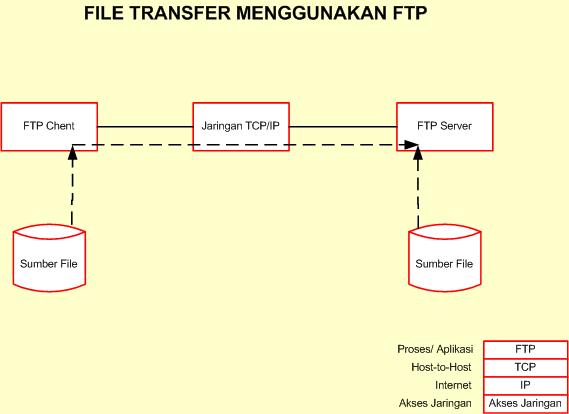 FILE TRANSFER MENGGUNAKAN FTP
FTP Chent
Jaringan TCP/IP
FTP Server
Sumber File
Sumber File
Proses/ Aplikasi
FTP
Host-to-Host
TCP
Internet
IP
Akses Jaringan
Akses Jaringan